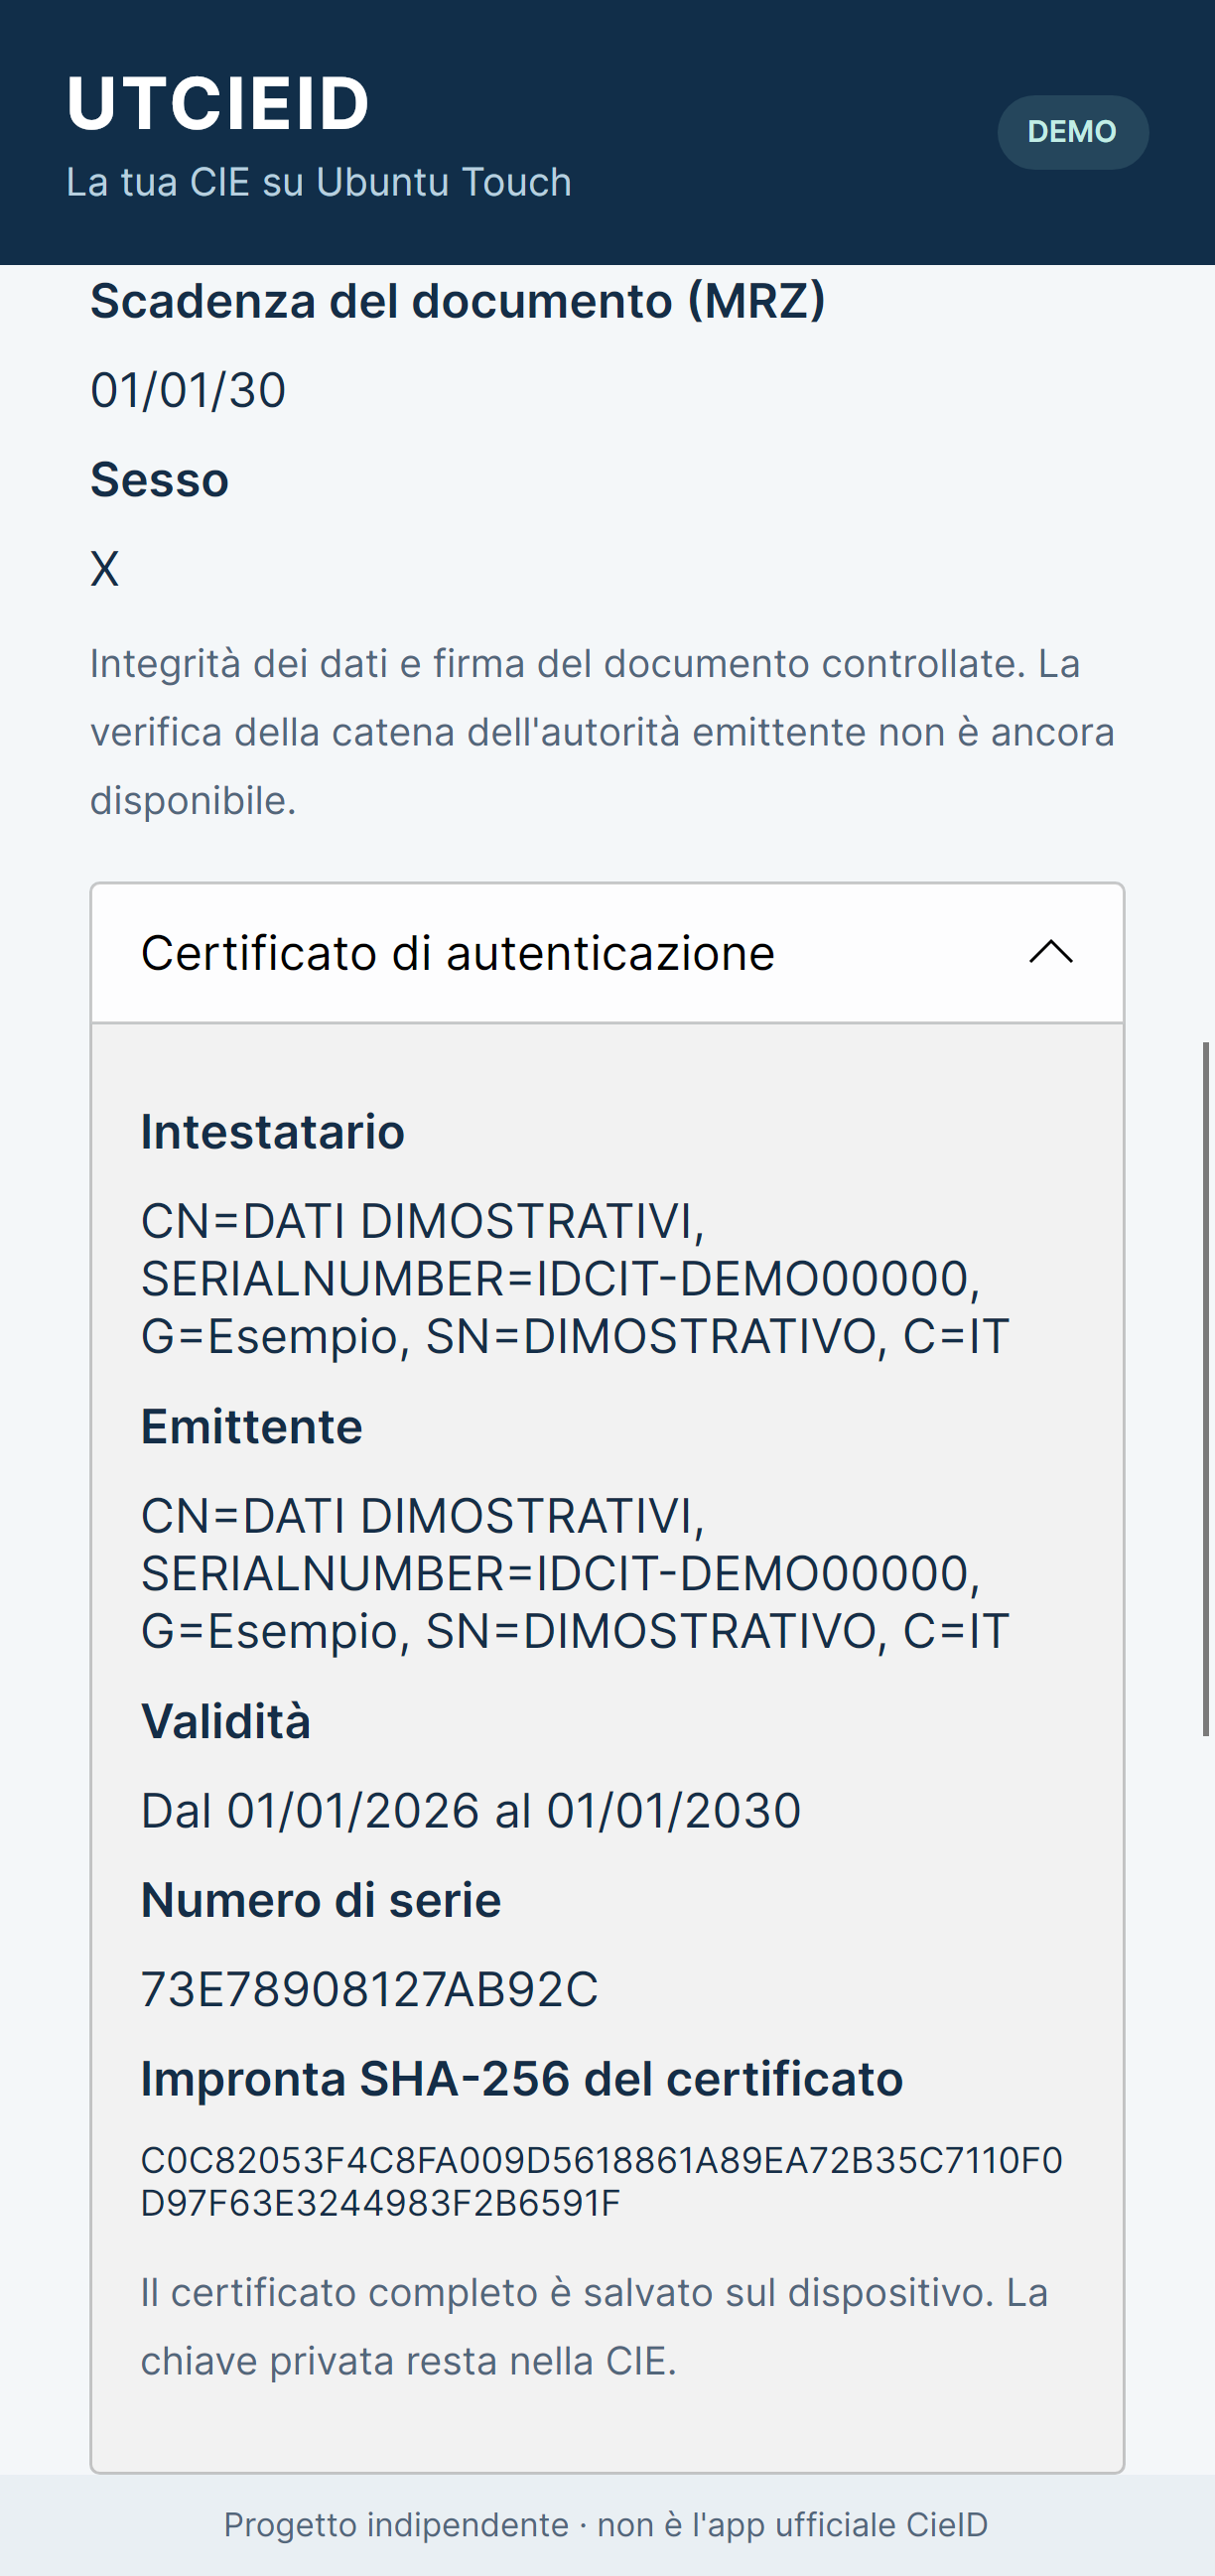 UTCIEID
La tua CIE su Ubuntu Touch
DEMO
Scadenza del documento (MRZ)
01/01/30
Sesso
X
Integrità dei dati e firma del documento controllate. La
verifica della catena dell'autorità emittente non è ancora
disponibile.
Certificato di autenticazione
Intestatario
CN=DATI DIMOSTRATIVI,
SERIALNUMBER=IDCIT-DEMO00000,
G=Esempio, SN=DIMOSTRATIVO, C=IT
Emittente
CN=DATI DIMOSTRATIVI,
SERIALNUMBER=IDCIT-DEMO00000,
G=Esempio, SN=DIMOSTRATIVO, C=IT
Validità
Dal 01/01/2026 al 01/01/2030
Numero di serie
73E78908127AB92C
Impronta SHA-256 del certificato
C0C82053F4C8FA009D5618861A89EA72B35C7110F0
D97F63E3244983F2B6591F
Il certificato completo è salvato sul dispositivo. La
chiave privata resta nella CIE.
Progetto indipendente · non è l'app ufficiale CieID